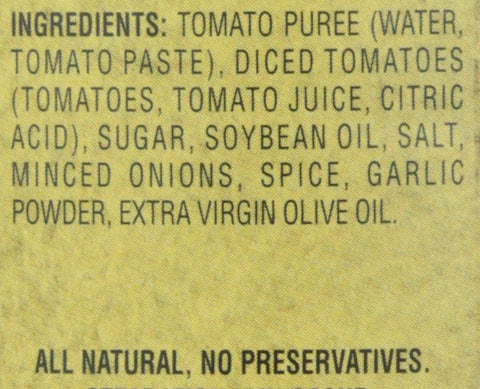 INGREDIENTS: TOMATO PUREE (WATER,
TOMATO PASTE), DICED TOMATOES
(TOMATOES, TOMATO JUICE, CITRIC
ACID), SUGAR, SOYBEAN OIL, SALT,
MINCED ONIONS, SPICE, GARLIC
POWDER, EXTRA VIRGIN OLIVE OIL.
ALL NATURAL, NO PRESERVATIVES.